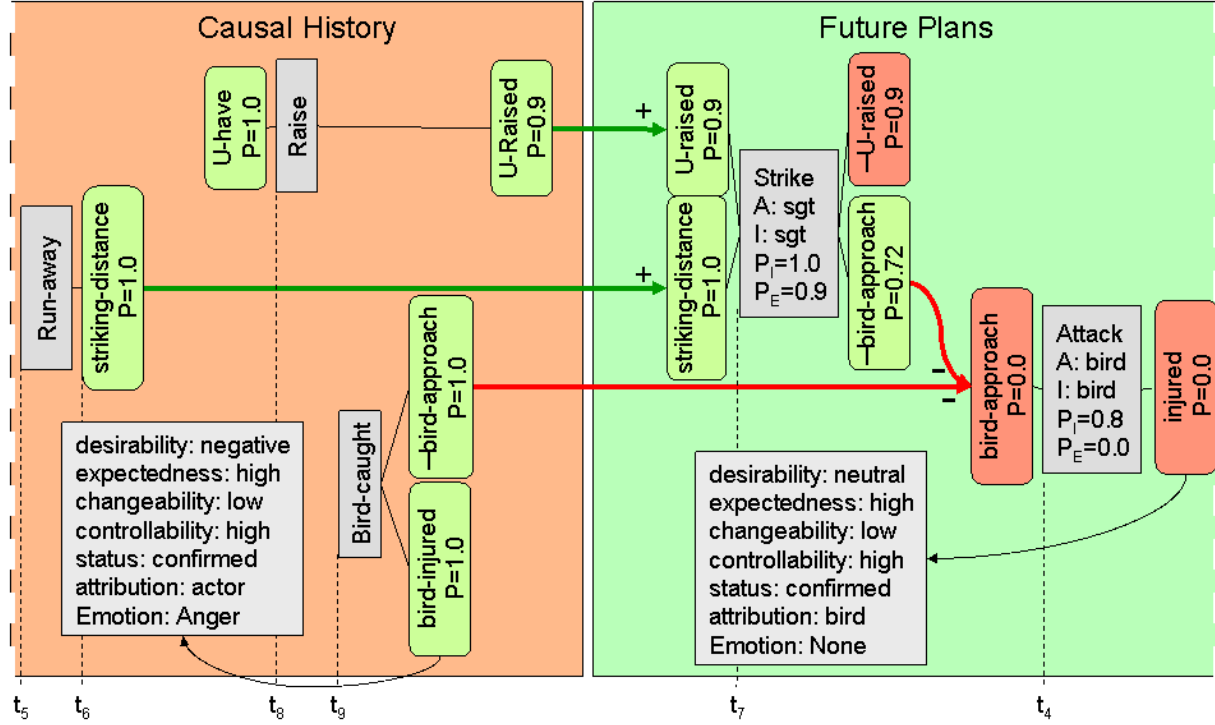 Causal History
Future Plans
U-have
P=1.0
Raise
U-Raised
P=0.9
+
U-raised
P=0.9
¬U-raised
P=0.9
Run-away
striking-distance
P=1.0
+
striking-distance
P=1.0
Strike
A: sgt
I: sgt
PI=1.0
PE=0.9
¬bird-approach
P=0.72
¬bird-approach
P=1.0
-
-
bird-approach
P=0.0
Attack
A: bird
I: bird
PI=0.8
PE=0.0
injured
P=0.0
desirability: negative
expectedness: high
changeability: low
controllability: high
status: confirmed
attribution: actor
Emotion: Anger
Bird-caught
bird-injured
P=1.0
desirability: neutral
expectedness: high
changeability: low
controllability: high
status: confirmed
attribution: bird
Emotion: None
t5
t6
t8
t9
t7
t4